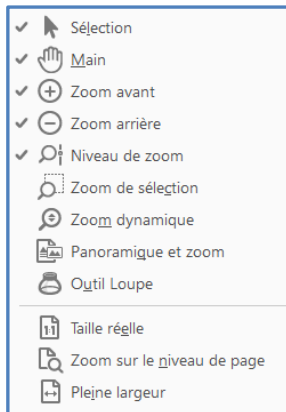 Sélection
Main
Zoom avant
Zoom arrière
Niveau de zoom
Zoom de sélection
Zoom dynamique
Panoramique et zoom
Outil Loupe
Taille réelle
Zoom sur le niveau de page
Pleine largeur